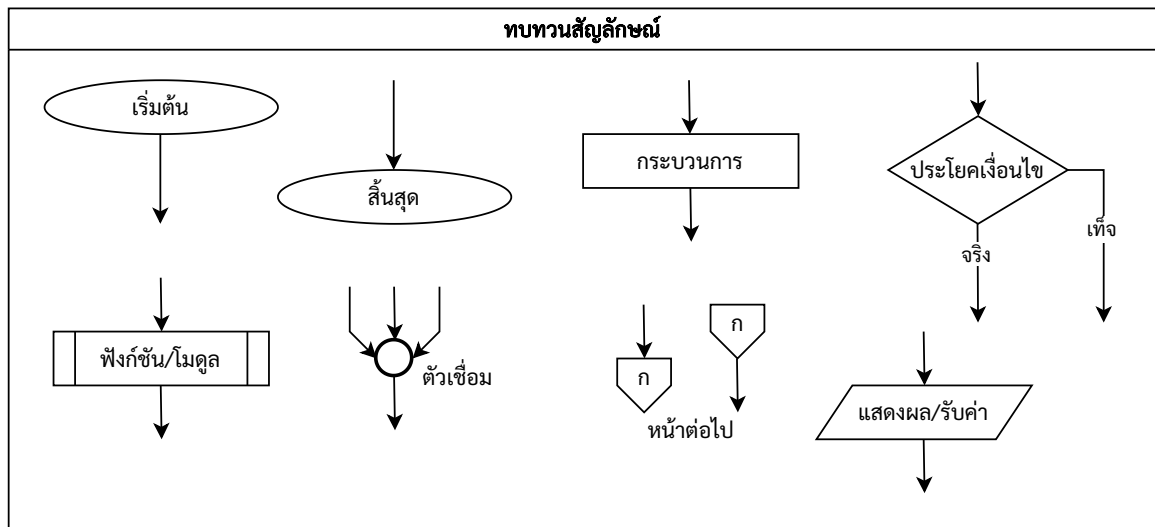 ทบทวนสัญลักษณ์
เริ่มต้น
สิ้นสุด
กระบวนการ
ประโยคเงื่อนไข
เท็จ
จริง
ฟังก์ชัน/โมดูล
ตัวเชื่อม
ก
ก
หน้าต่อไป
แสดงผล/รับค่า